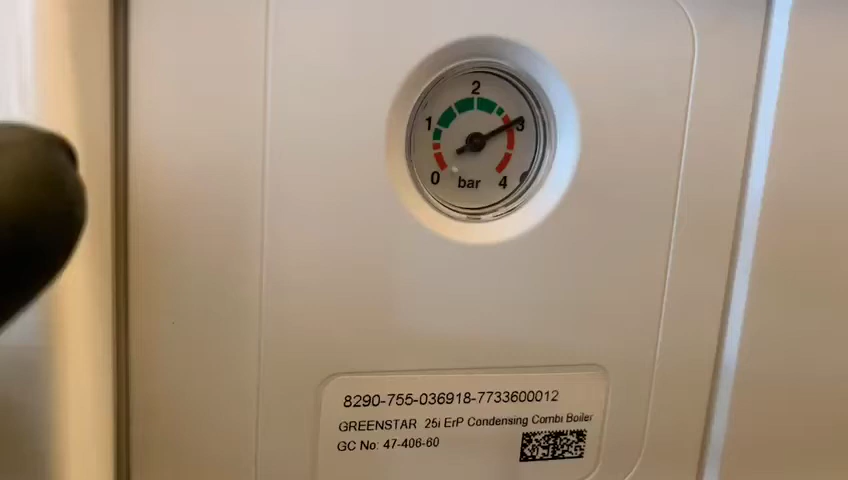 2
1
3
0
bar
4
8290-755-036918-7733600012
GREENSTAR 25i ErP Condensing Combi Boiler
GC No: 47-406-60